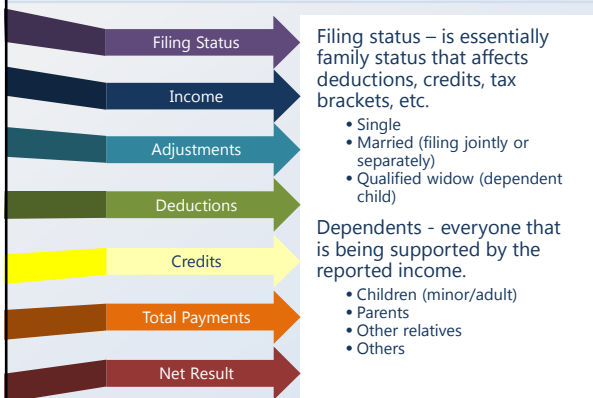 Filing Status
Income
Adjustments
Deductions
Credits
Total Payments
Net Result
Filing status – is essentially
family status that affects
deductions, credits, tax
brackets, etc.
• Single
• Married (filing jointly or
separately)
• Qualified widow (dependent
child)
Dependents - everyone that
is being supported by the
reported income.
• Children (minor/adult)
• Parents
• Other relatives
• Others